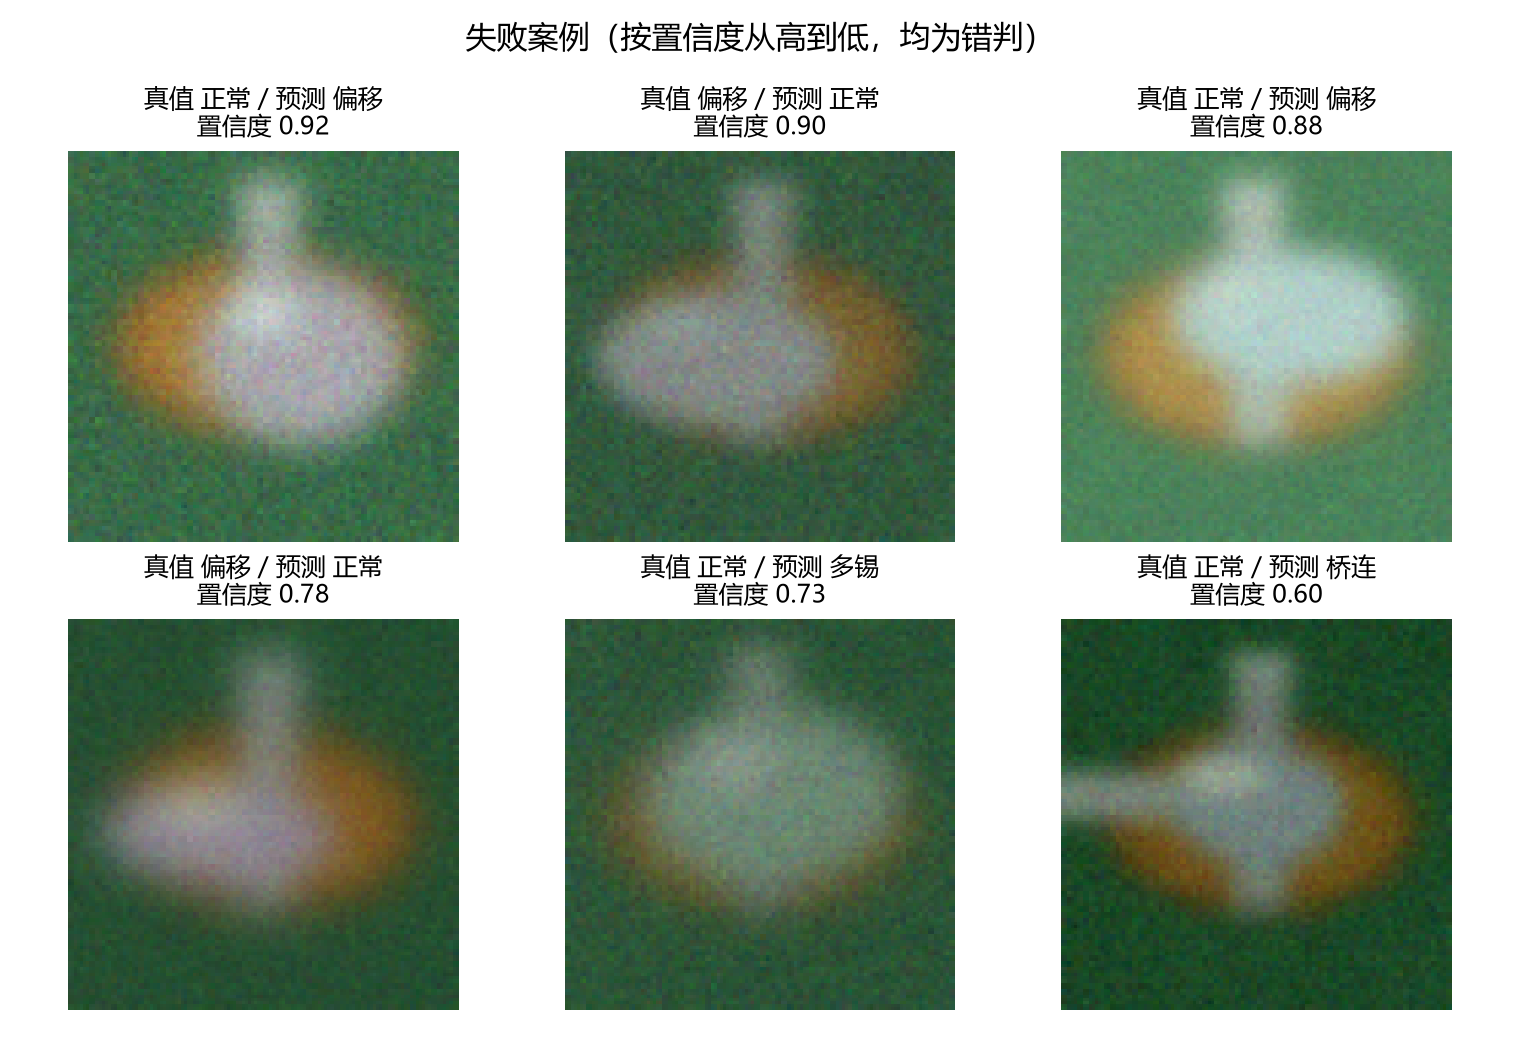 失败案例（按置信度从高到低，均为错判）
真值 正常 / 预测 偏移
置信度 0.92
真值 偏移 / 预测 正常
置信度 0.90
真值 正常 / 预测 偏移
置信度 0.88
真值 偏移 / 预测 正常
置信度 0.78
真值 正常 / 预测 多锡
置信度 0.73
真值 正常 / 预测 桥连
置信度 0.60